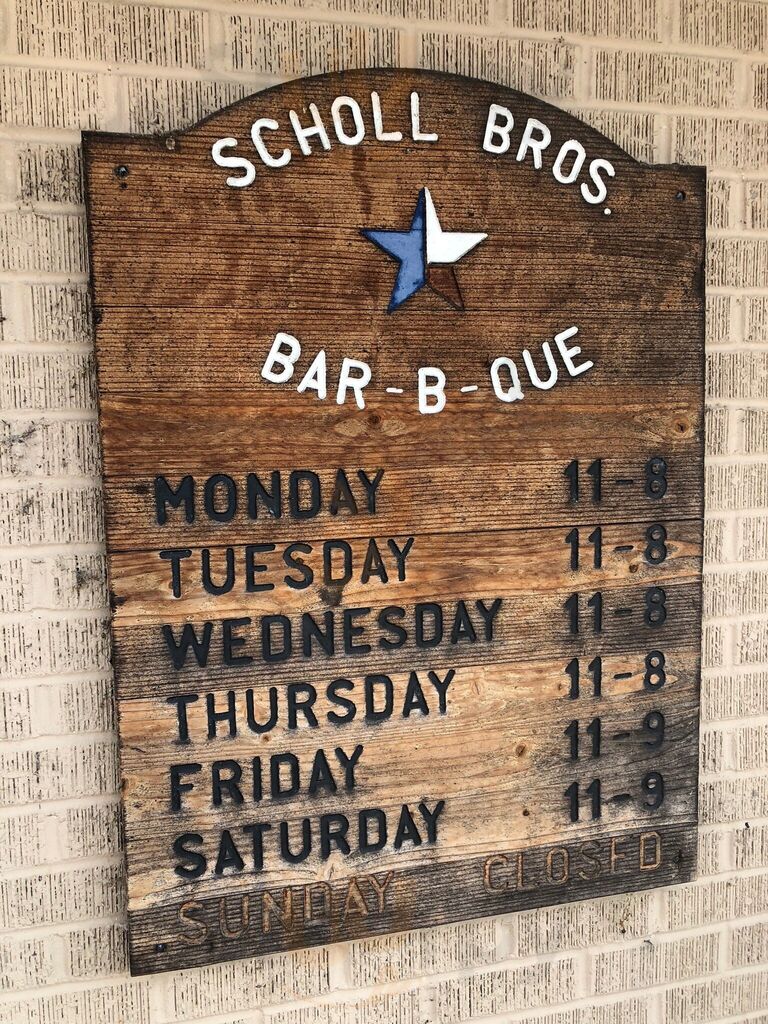 SCHOLL BROS.
BAR-B-QUE
MONDAY 11-8
TUESDAY 11-8
WEDNESDAY 11-8
THURSDAY 11-8
FRIDAY 11-9
SATURDAY 11-9
SUNDAY CLOSED